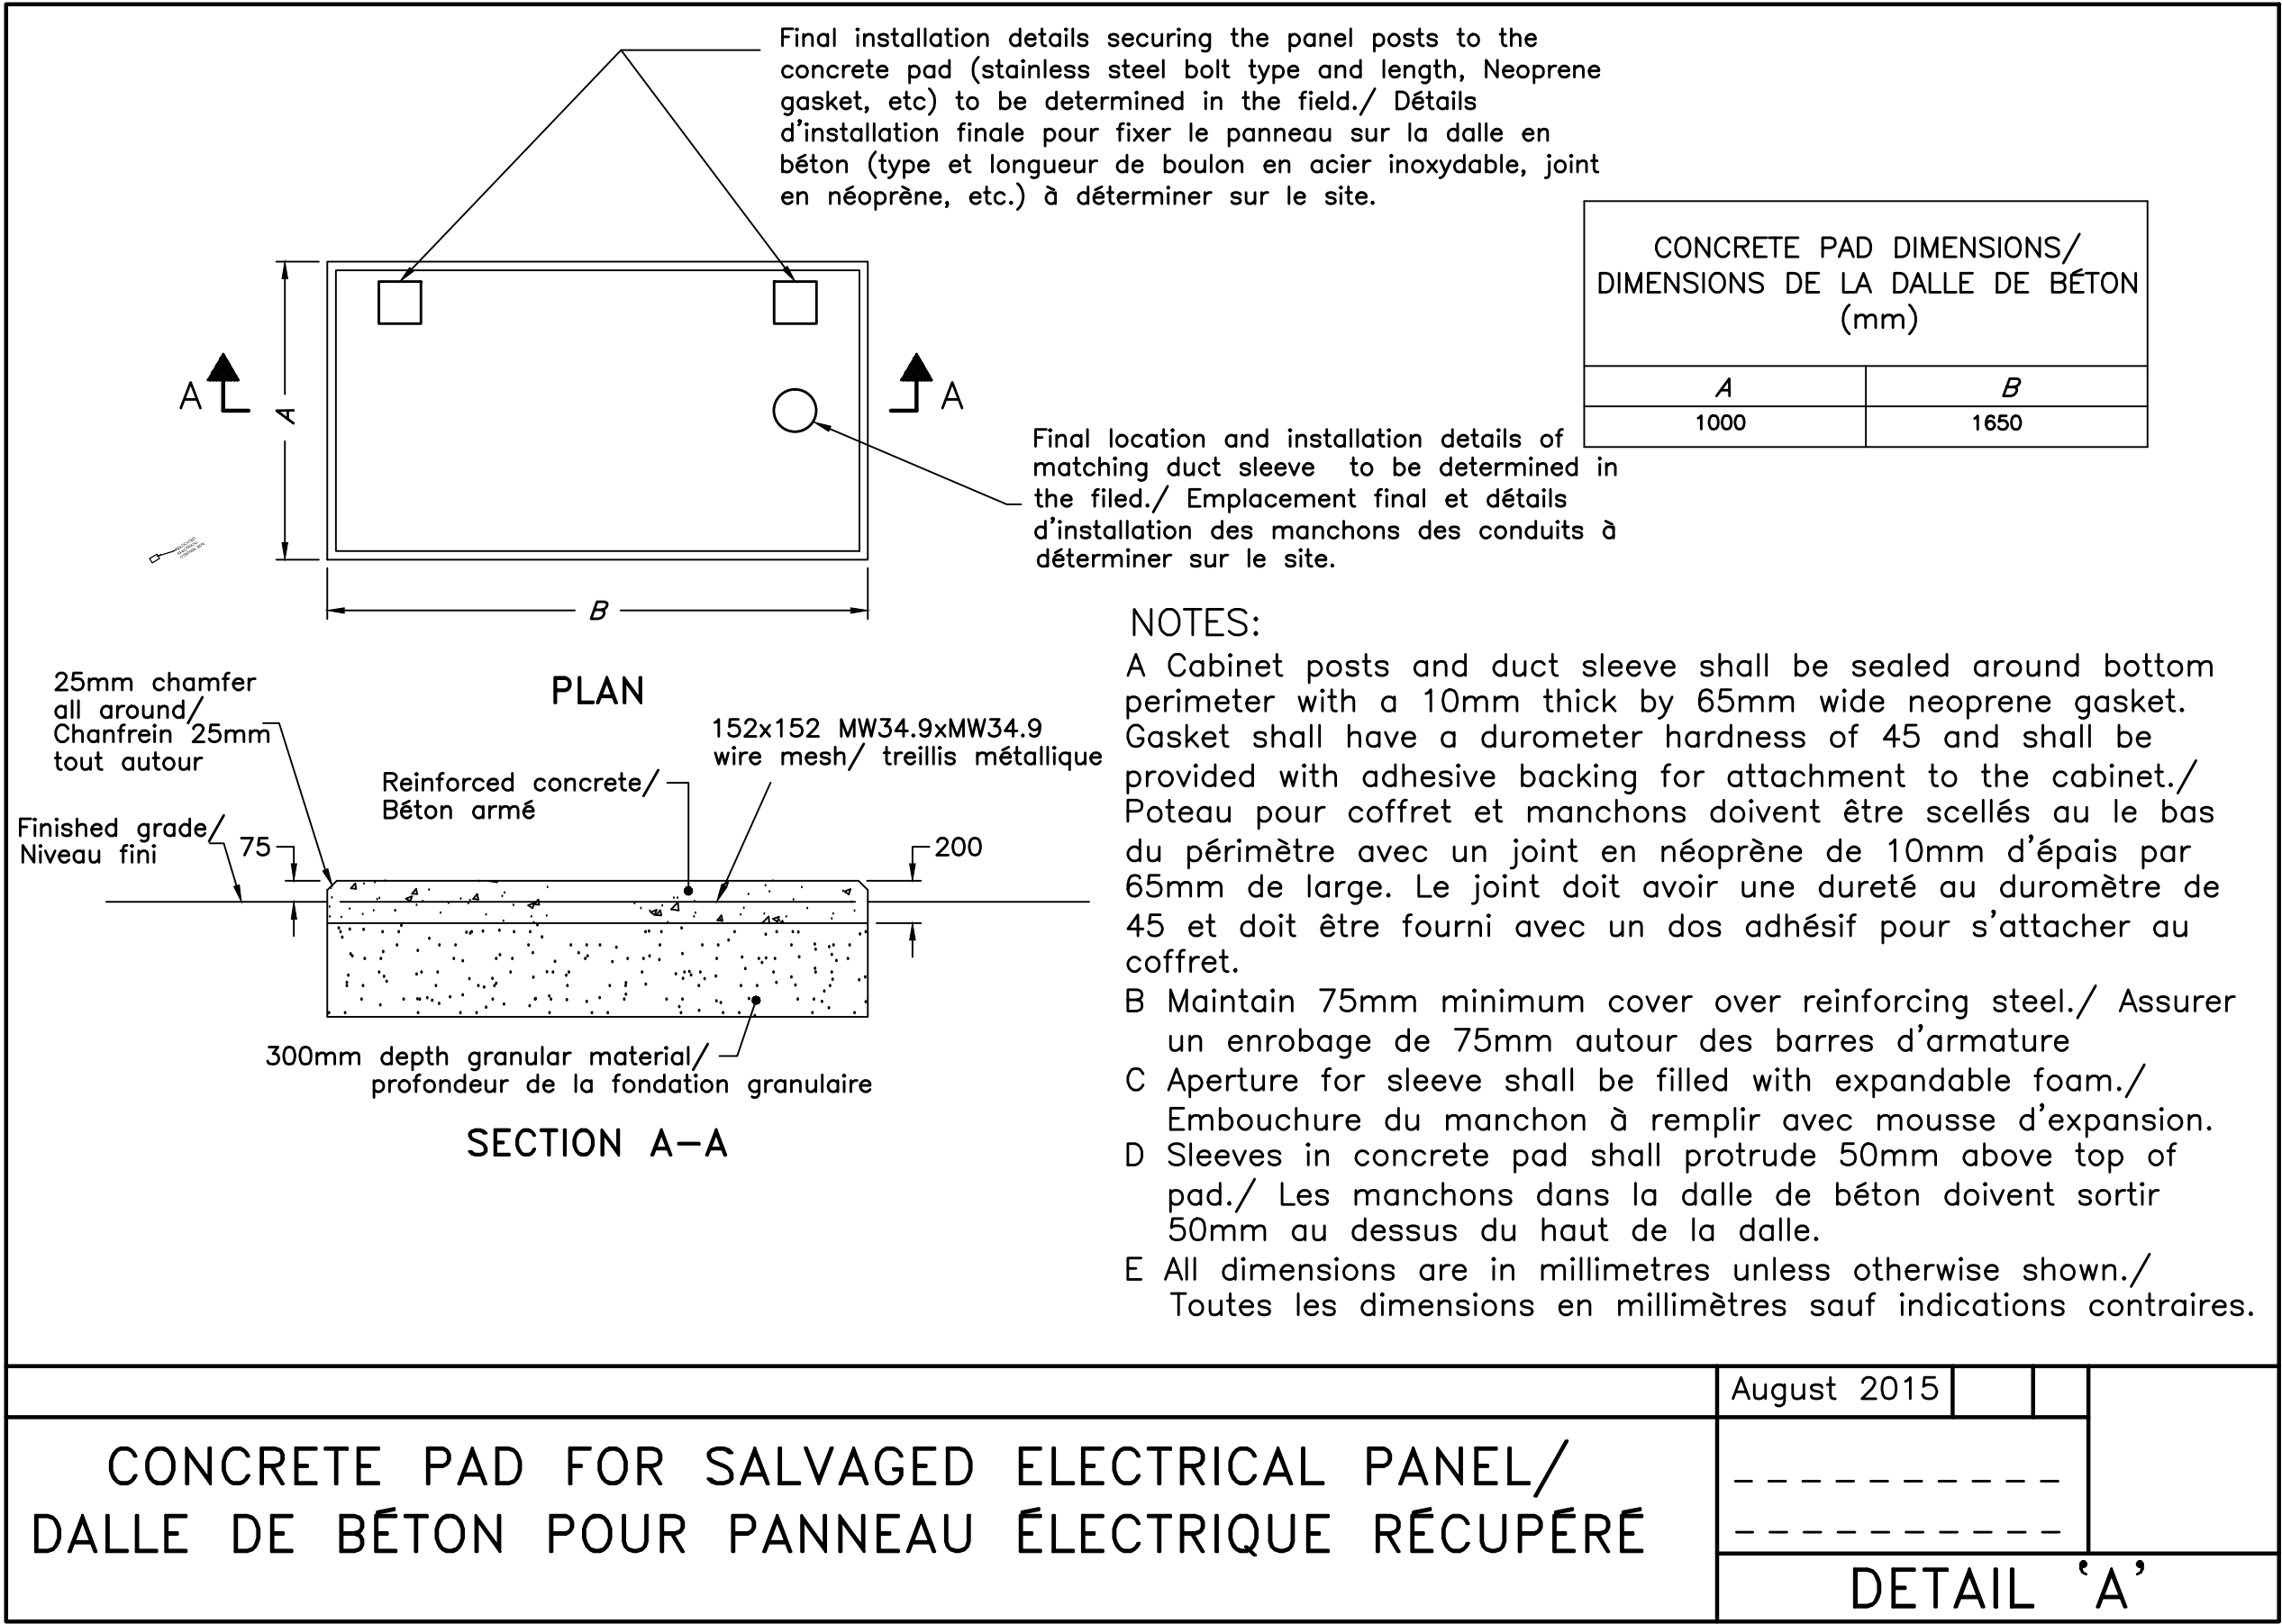 Final installation details securing the panel posts to the
concrete pad (stainless steel bolt type and length, Neoprene
gasket, etc) to be determined in the field./ Détails
d'installation finale pour fixer le panneau sur la dalle en
béton (type et longueur de boulon en acier inoxydable, joint
en néoprène, etc.) à déterminer sur le site.
CONCRETE PAD DIMENSIONS/
DIMENSIONS DE LA DALLE DE BÉTON
(mm)
A B
1000 1650
A
A
A
Final location and installation details of
matching duct sleeve to be determined in
the filed./ Emplacement final et détails
d'installation des manchons des conduits à
déterminer sur le site.
B
PLAN
25mm chamfer
all around/
Chanfrein 25mm
tout autour
152x152 MW34.9xMW34.9
wire mesh/ treillis métallique
Reinforced concrete/
Béton armé
Finished grade/
Niveau fini
75
200
300mm depth granular material/
profondeur de la fondation granulaire
SECTION A-A
NOTES:
A Cabinet posts and duct sleeve shall be sealed around bottom
perimeter with a 10mm thick by 65mm wide neoprene gasket.
Gasket shall have a durometer hardness of 45 and shall be
provided with adhesive backing for attachment to the cabinet./
Poteau pour coffret et manchons doivent être scellés au le bas
du périmètre avec un joint en néoprène de 10mm d'épais par
65mm de large. Le joint doit avoir une dureté au duromètre de
45 et doit être fourni avec un dos adhésif pour s'attacher au
coffret.
B Maintain 75mm minimum cover over reinforcing steel./ Assurer
un enrobage de 75mm autour des barres d'armature
C Aperture for sleeve shall be filled with expandable foam./
Embouchure du manchon à remplir avec mousse d'expansion.
D Sleeves in concrete pad shall protrude 50mm above top of
pad./ Les manchons dans la dalle de béton doivent sortir
50mm au dessus du haut de la dalle.
E All dimensions are in millimetres unless otherwise shown./
Toutes les dimensions en millimètres sauf indications contraires.
August 2015
CONCRETE PAD FOR SALVAGED ELECTRICAL PANEL/
DALLE DE BÉTON POUR PANNEAU ÉLECTRIQUE RÉCUPÉRÉ
DETAIL 'A'